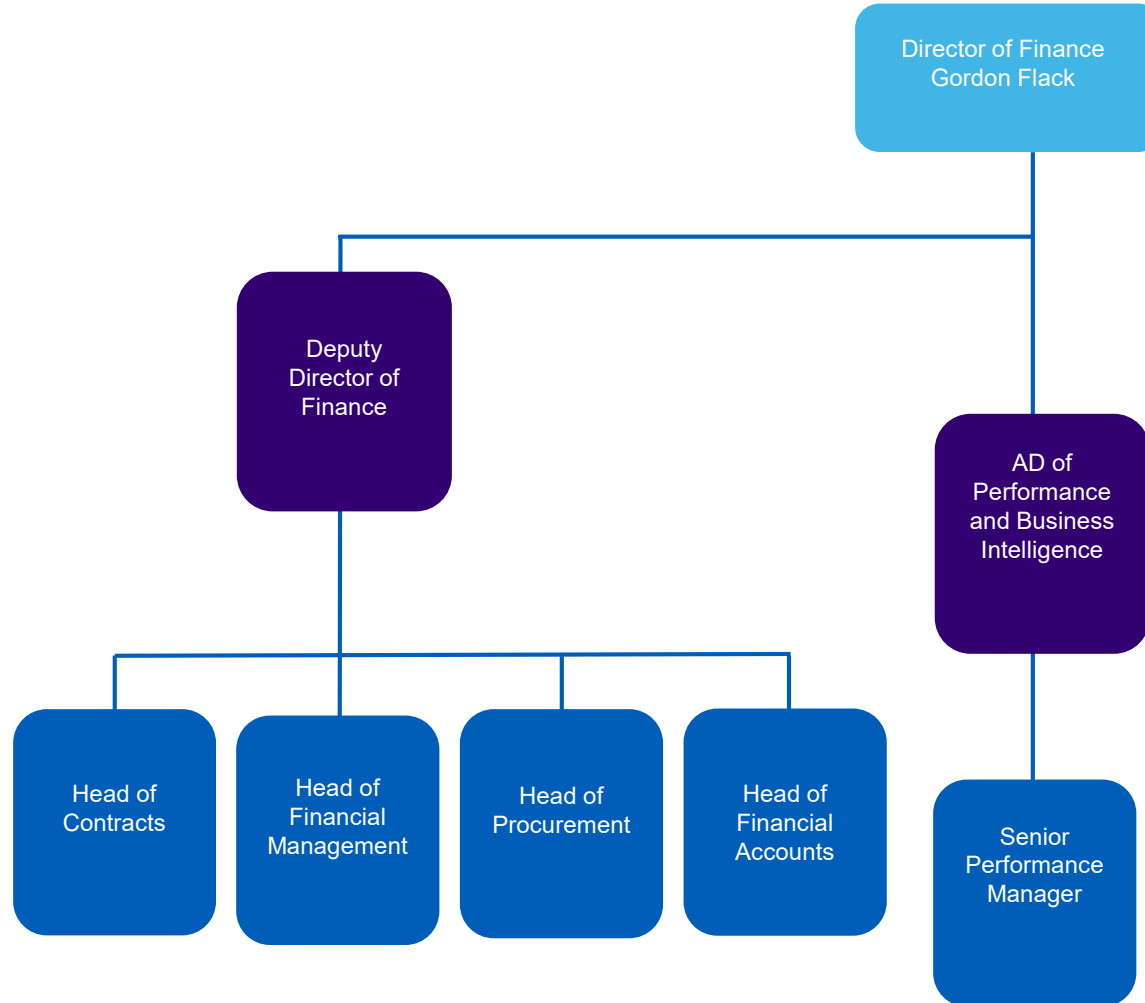 Director of Finance
Gordon Flack
Deputy
Director of
Finance
AD of
Performance
and Business
Intelligence
Head of
Contracts
Head of
Financial
Management
Head of
Procurement
Head of
Financial
Accounts
Senior
Performance
Manager